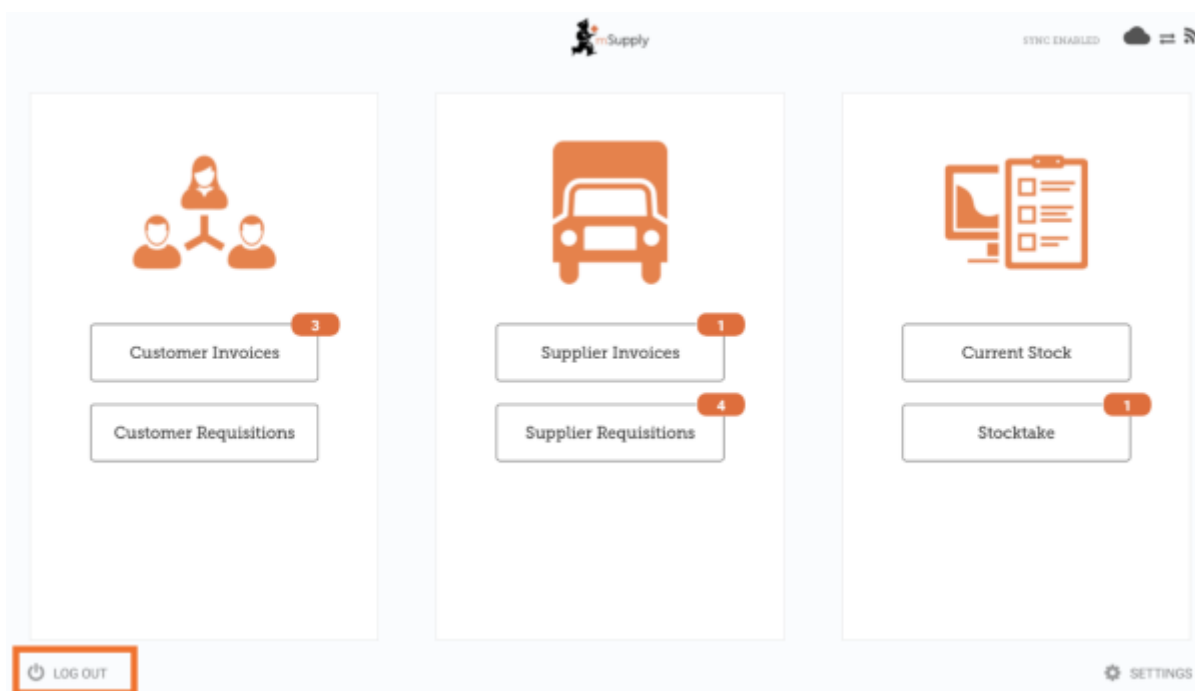 mSupply
SYNC ENABLED
3
Customer Invoices
Customer Requisitions
1
Supplier Invoices
4
Supplier Requisitions
Current Stock
1
Stocktake
LOG OUT
SETTINGS